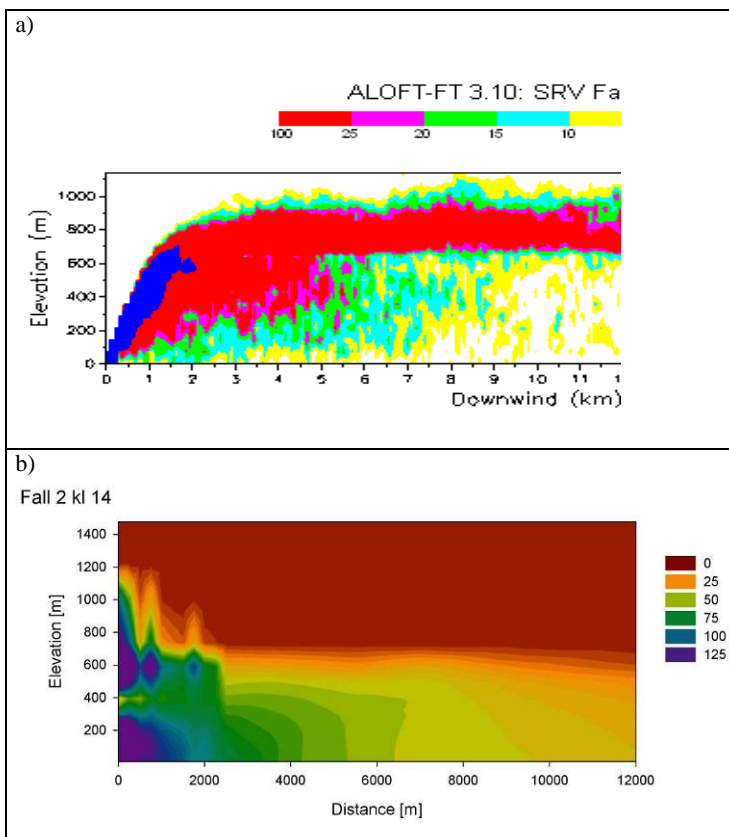 a)
ALOFT-FT 3.10: SRV Fa
100 25 20 15 10
Elevation (m)
1000
800
600
400
200
0
0 1 2 3 4 5 6 7 8 9 10 11 1
Downwind (km)
b)
Fall 2 kl 14
Elevation [m]
1400
1200
1000
800
600
400
200
0 2000 4000 6000 8000 10000 12000
Distance [m]
0
25
50
75
100
125